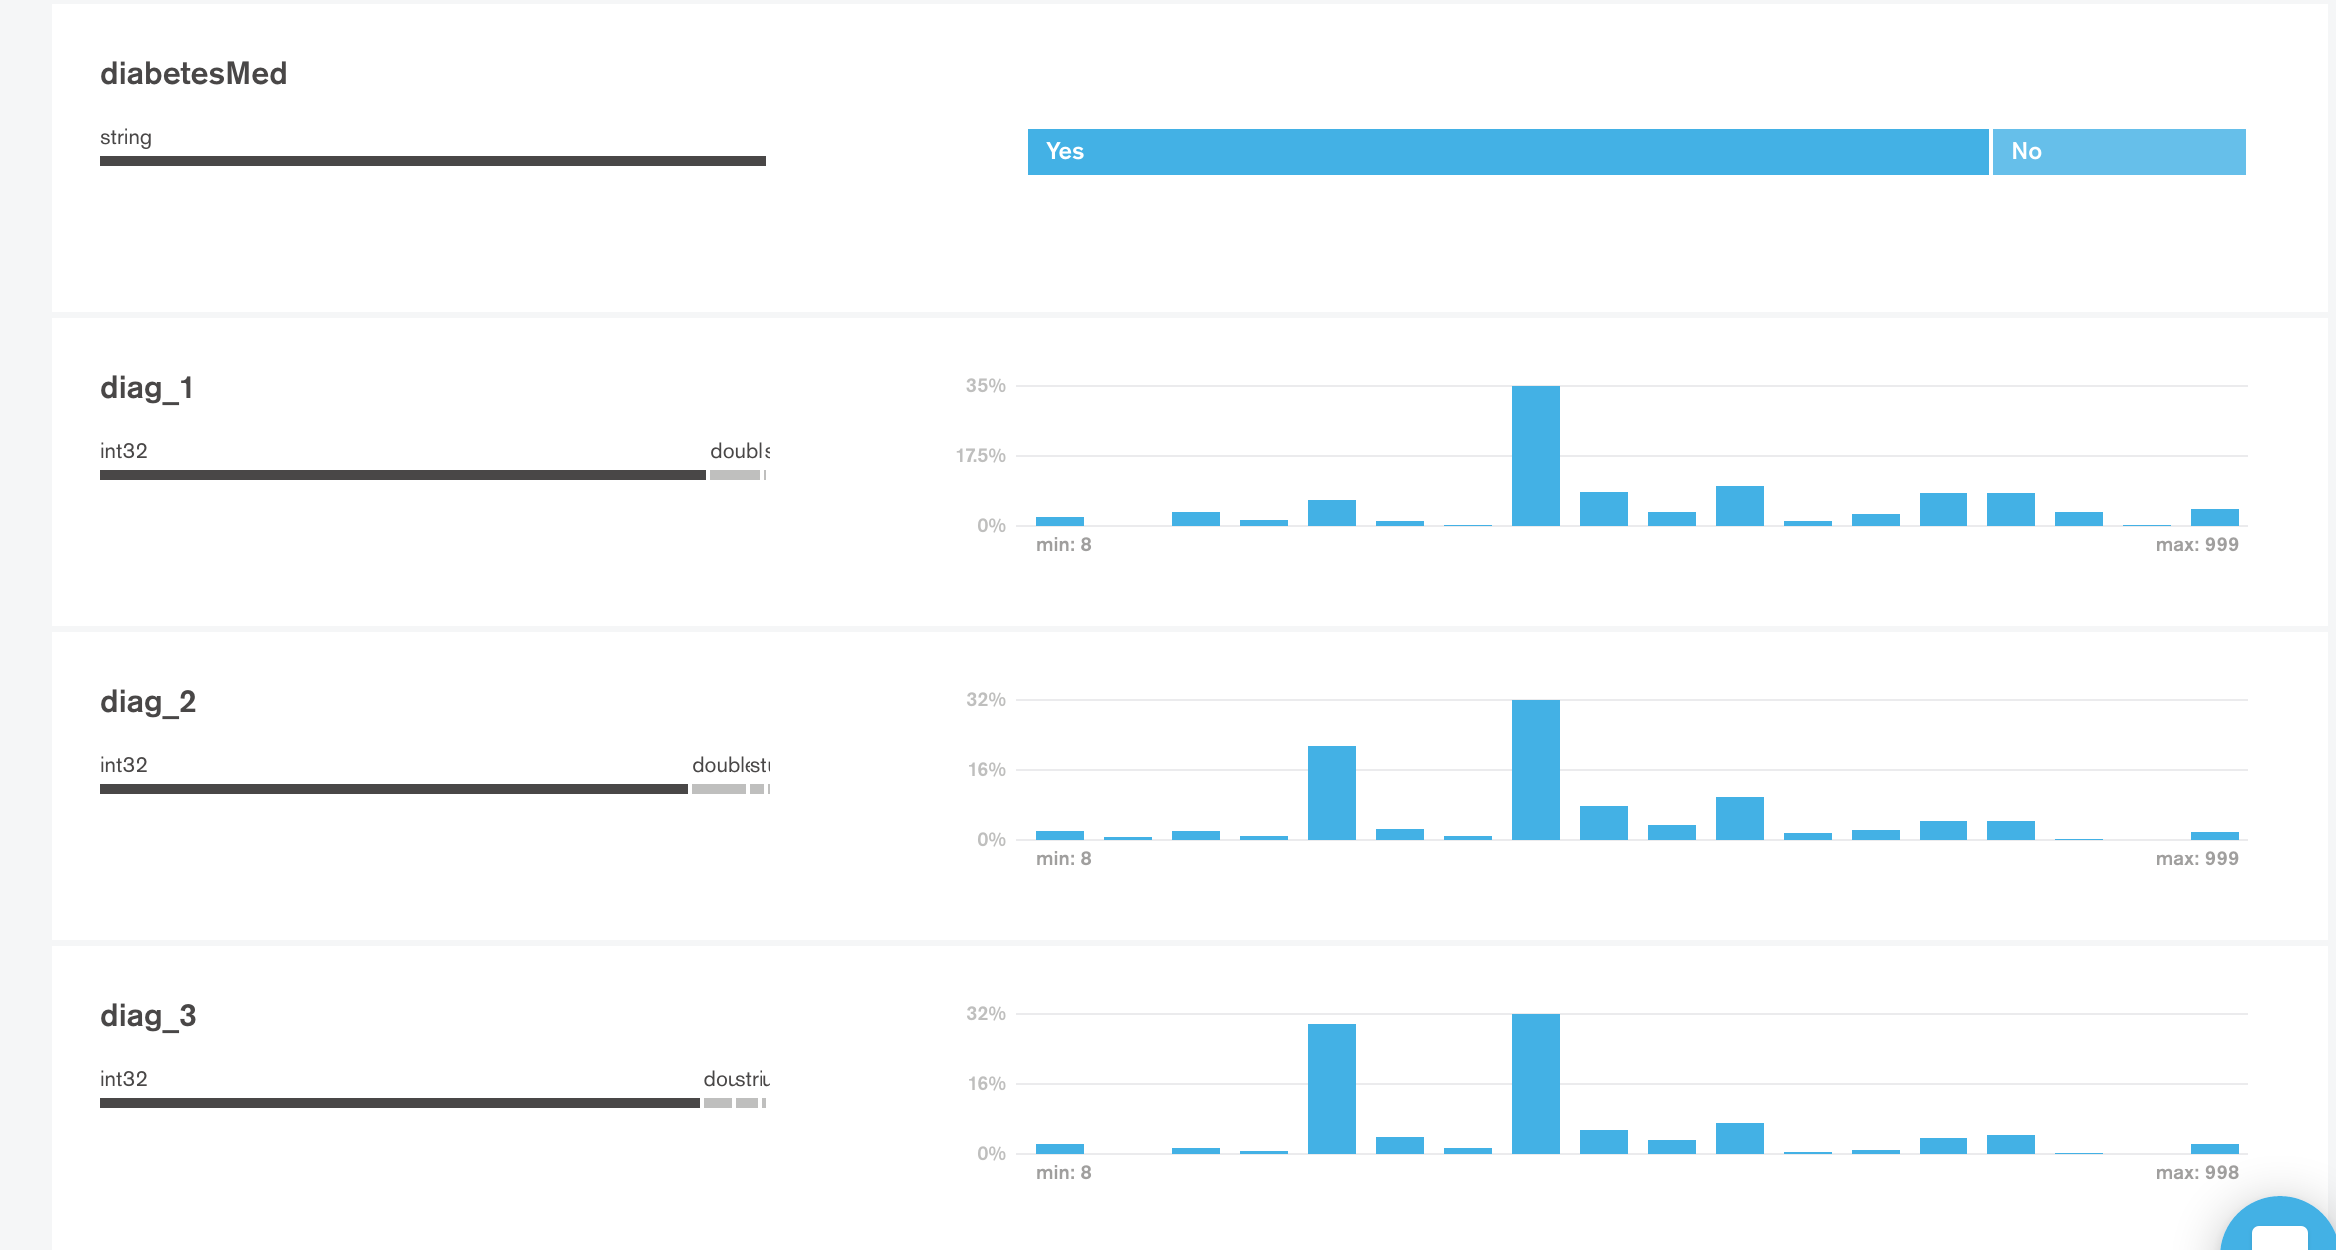 diabetesMed
string
Yes No
diag_1
int32
35%
17.5%
0%
min: 8 max: 999
diag_2
int32
32%
16%
0%
min: 8 max: 999
diag_3
int32
32%
16%
0%
min: 8 max: 998